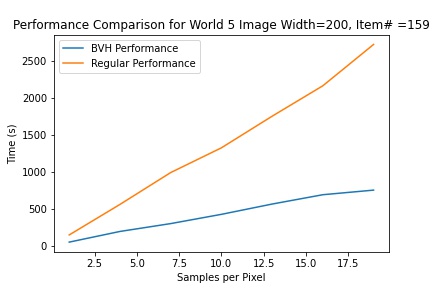 Performance Comparison for World 5 Image Width=200, Item# =159
BVH Performance
Regular Performance
2500
2000
1500
1000
500
0
Time (s)
2.5 5.0 7.5 10.0 12.5 15.0 17.5
Samples per Pixel